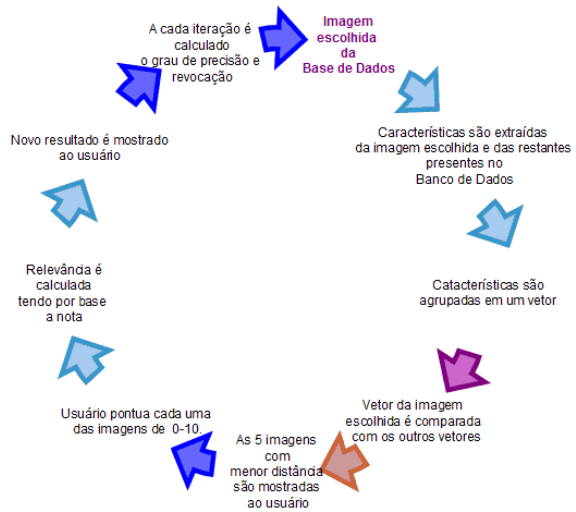 Imagem
escolhida
da
Base de Dados
Características são extraídas
da imagem escolhida e das restantes
presentes no
Banco de Dados
Catacterísticas são
agrupadas em um vetor
Vetor da imagem
escolhida é comparada
com os outros vetores
As 5 imagens
com
menor distância
são mostradas
ao usuário
Usuário pontua cada uma
das imagens de 0-10.
Relevância é
calculada
tendo por base
a nota
Novo resultado é mostrado
ao usuário
A cada iteração é
calculado
o grau de precisão e
revocação